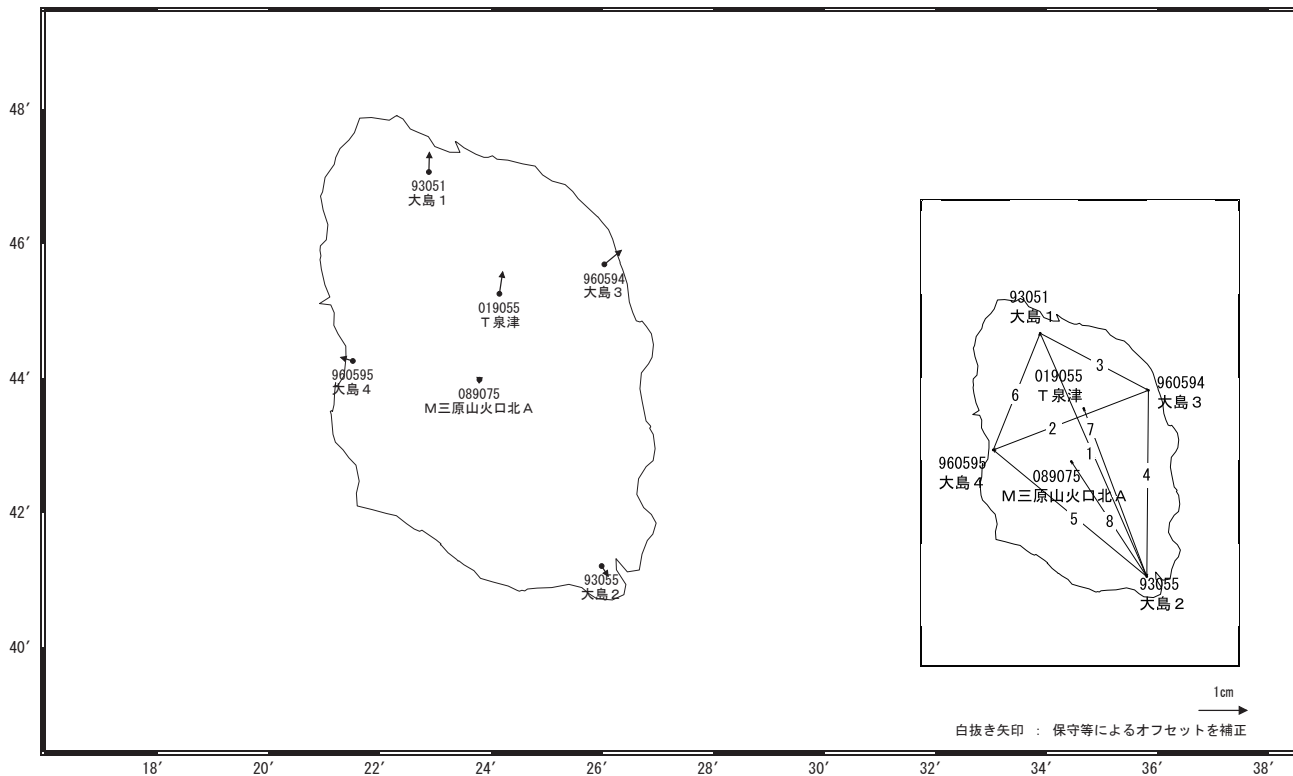 48′
46′
44′
42′
40′
18′
20′
22′
24′
26′
28′
30′
32′
34′
36′
38′
93051
大島１
960594
大島３
019055
Ｔ泉津
960595
大島４
089075
Ｍ三原山火口北Ａ
93055
大島２
93051
大島１
3
019055
Ｔ泉津
960594
大島３
6
2
7
1
4
960595
大島４
089075
Ｍ三原山火口北Ａ
5
8
93055
大島２
1cm
白抜き矢印 ： 保守等によるオフセットを補正